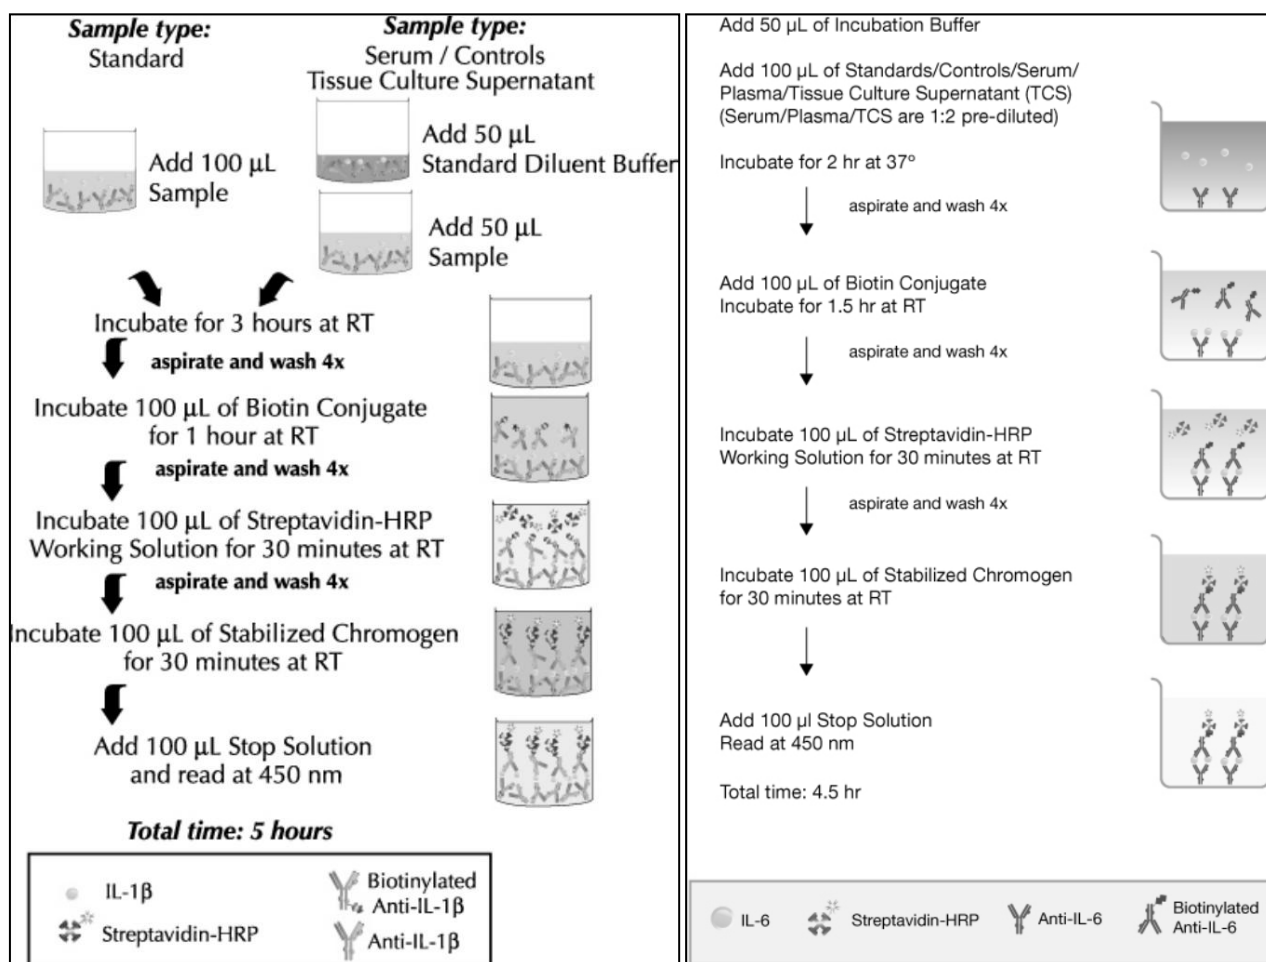 Sample type:
Standard
Sample type:
Serum / Controls
Tissue Culture Supernatant
Add 100 µL
Sample
Add 50 µL
Standard Diluent Buffer
Add 50 µL
Sample
Incubate for 3 hours at RT
aspirate and wash 4x
Incubate 100 µL of Biotin Conjugate
for 1 hour at RT
aspirate and wash 4x
Incubate 100 µL of Streptavidin-HRP
Working Solution for 30 minutes at RT
aspirate and wash 4x
Incubate 100 µL of Stabilized Chromogen
for 30 minutes at RT
Add 100 µL Stop Solution
and read at 450 nm
Total time: 5 hours
IL-1β
Streptavidin-HRP
Biotinylated
Anti-IL-1β
Anti-IL-1β
Add 50 µL of Incubation Buffer
Add 100 µL of Standards/Controls/Serum/
Plasma/Tissue Culture Supernatant (TCS)
(Serum/Plasma/TCS are 1:2 pre-diluted)
Incubate for 2 hr at 37º
aspirate and wash 4x
Add 100 µL of Biotin Conjugate
Incubate for 1.5 hr at RT
aspirate and wash 4x
Incubate 100 µL of Streptavidin-HRP
Working Solution for 30 minutes at RT
aspirate and wash 4x
Incubate 100 µL of Stabilized Chromogen
for 30 minutes at RT
Add 100 µl Stop Solution
Read at 450 nm
Total time: 4.5 hr
IL-6
Streptavidin-HRP
Anti-IL-6
Biotinylated
Anti-IL-6